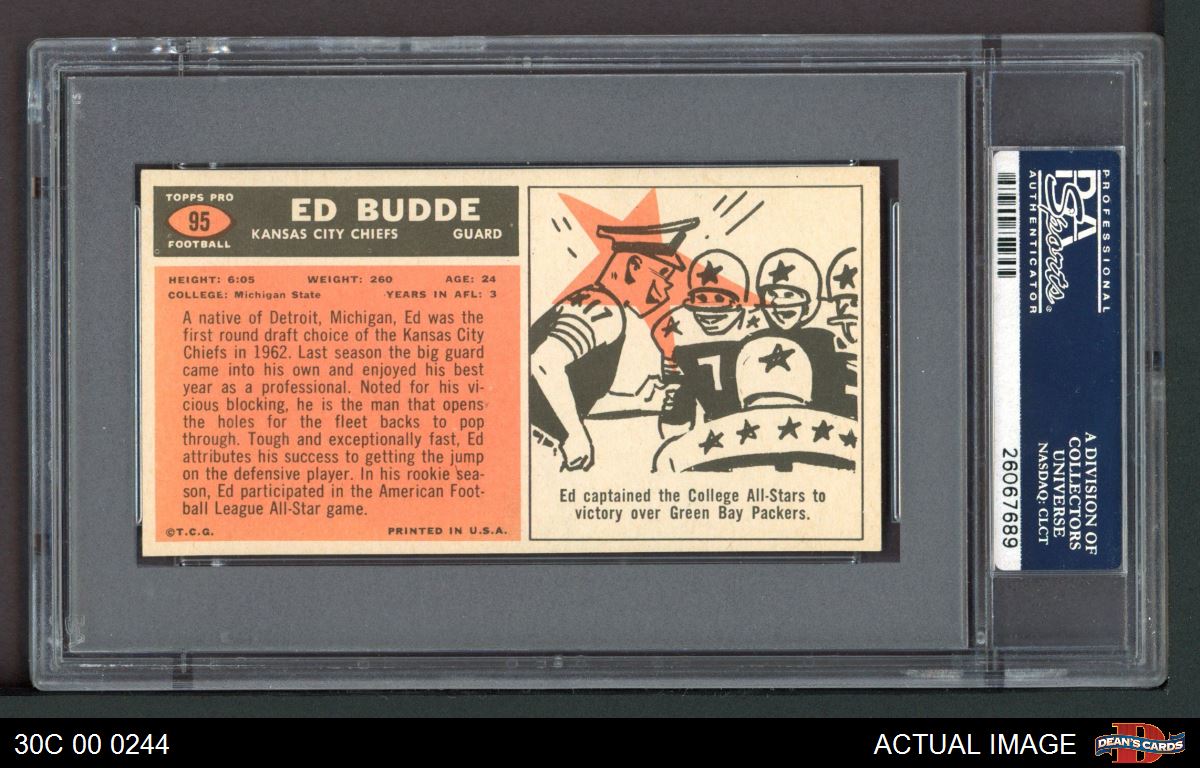 TOPPS PRO
95
FOOTBALL
ED BUDDE
KANSAS CITY CHIEFS GUARD
HEIGHT: 6:05 WEIGHT: 260 AGE: 24
COLLEGE: Michigan State YEARS IN AFL: 3
A native of Detroit, Michigan, Ed was the
first round draft choice of the Kansas City
Chiefs in 1962. Last season the big guard
came into his own and enjoyed his best
year as a professional. Noted for his vi-
cious blocking, he is the man that opens
the holes for the fleet backs to pop
through. Tough and exceptionally fast, Ed
attributes his success to getting the jump
on the defensive player. In his rookie sea-
son, Ed participated in the American Foot-
ball League All-Star game.
©T.C.G. PRINTED IN U.S.A.
Ed captained the College All-Stars to
victory over Green Bay Packers.
PROFESSIONAL
PSA
Sports®
AUTHENTICATOR
A DIVISION OF
COLLECTORS
UNIVERSE
NASDAQ: CLCT
26067689
30C 00 0244
ACTUAL IMAGE
D
DEAN'S CARDS